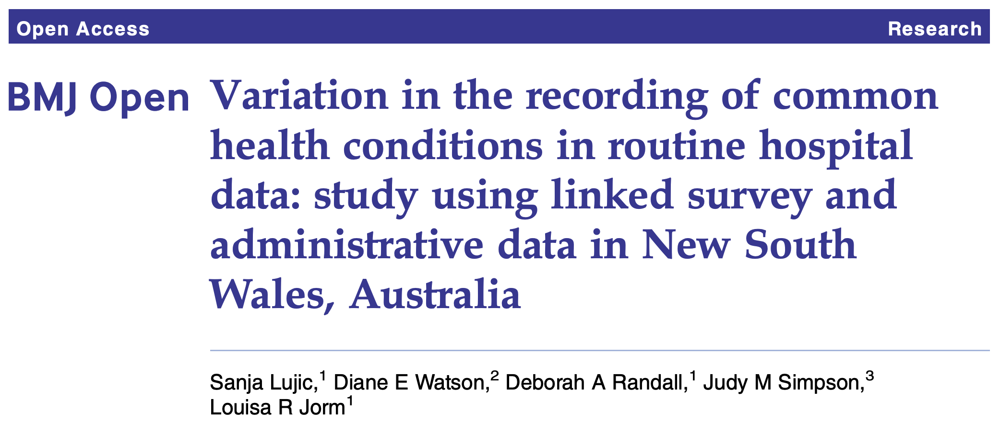 Open Access Research
BMJ Open
Variation in the recording of common
health conditions in routine hospital
data: study using linked survey and
administrative data in New South
Wales, Australia
Sanja Lujic,¹ Diane E Watson,² Deborah A Randall,¹ Judy M Simpson,³
Louisa R Jorm¹